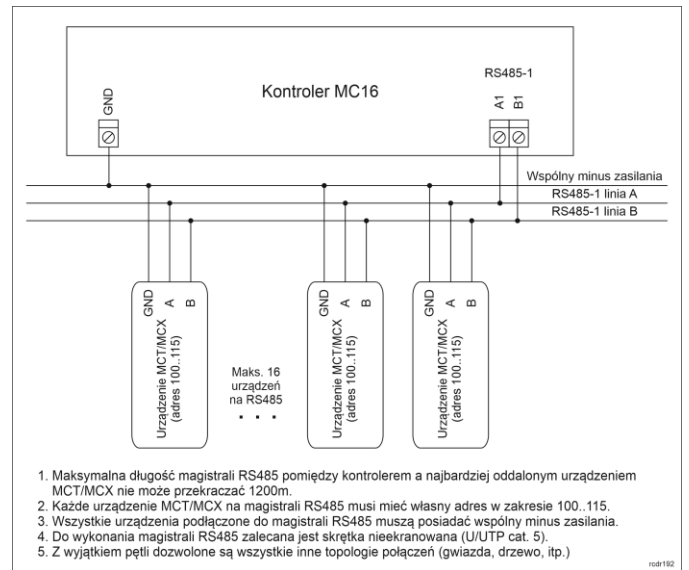 Kontroler MC16
RS485-1
GND
A1
B1
Wspólny minus zasilania
RS485-1 linia A
RS485-1 linia B
GND
A
B
Urządzenie MCT/MCX
(adres 100..115)
Maks. 16
urządzeń
na RS485
. . .
GND
A
B
Urządzenie MCT/MCX
(adres 100..115)
GND
A
B
Urządzenie MCT/MCX
(adres 100..115)
1. Maksymalna długość magistrali RS485 pomiędzy kontrolerem a najbardziej oddalonym urządzeniem
MCT/MCX nie może przekraczać 1200m.
2. Każde urządzenie MCT/MCX na magistrali RS485 musi mieć własny adres w zakresie 100..115.
3. Wszystkie urządzenia podłączone do magistrali RS485 muszą posiadać wspólny minus zasilania.
4. Do wykonania magistrali RS485 zalecana jest skrętka nieekranowana (U/UTP cat. 5).
5. Z wyjątkiem pętli dozwolone są wszystkie inne topologie połączeń (gwiazda, drzewo, itp.)
rcdr192